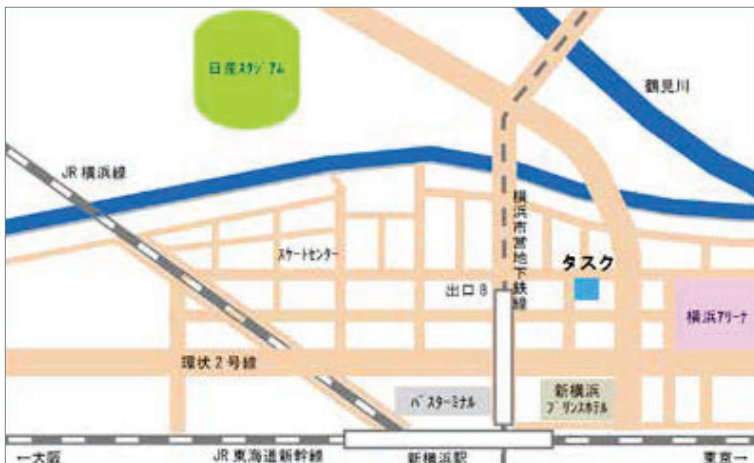 日産スタジアム
鶴見川
JR 横浜線
横浜市営地下鉄線
スケートセンター
タスク
出口 8
横浜アリーナ
環状2号線
バスターミナル
新横浜
プリンスホテル
←大阪
JR 東海道新幹線
新横浜駅
東京→